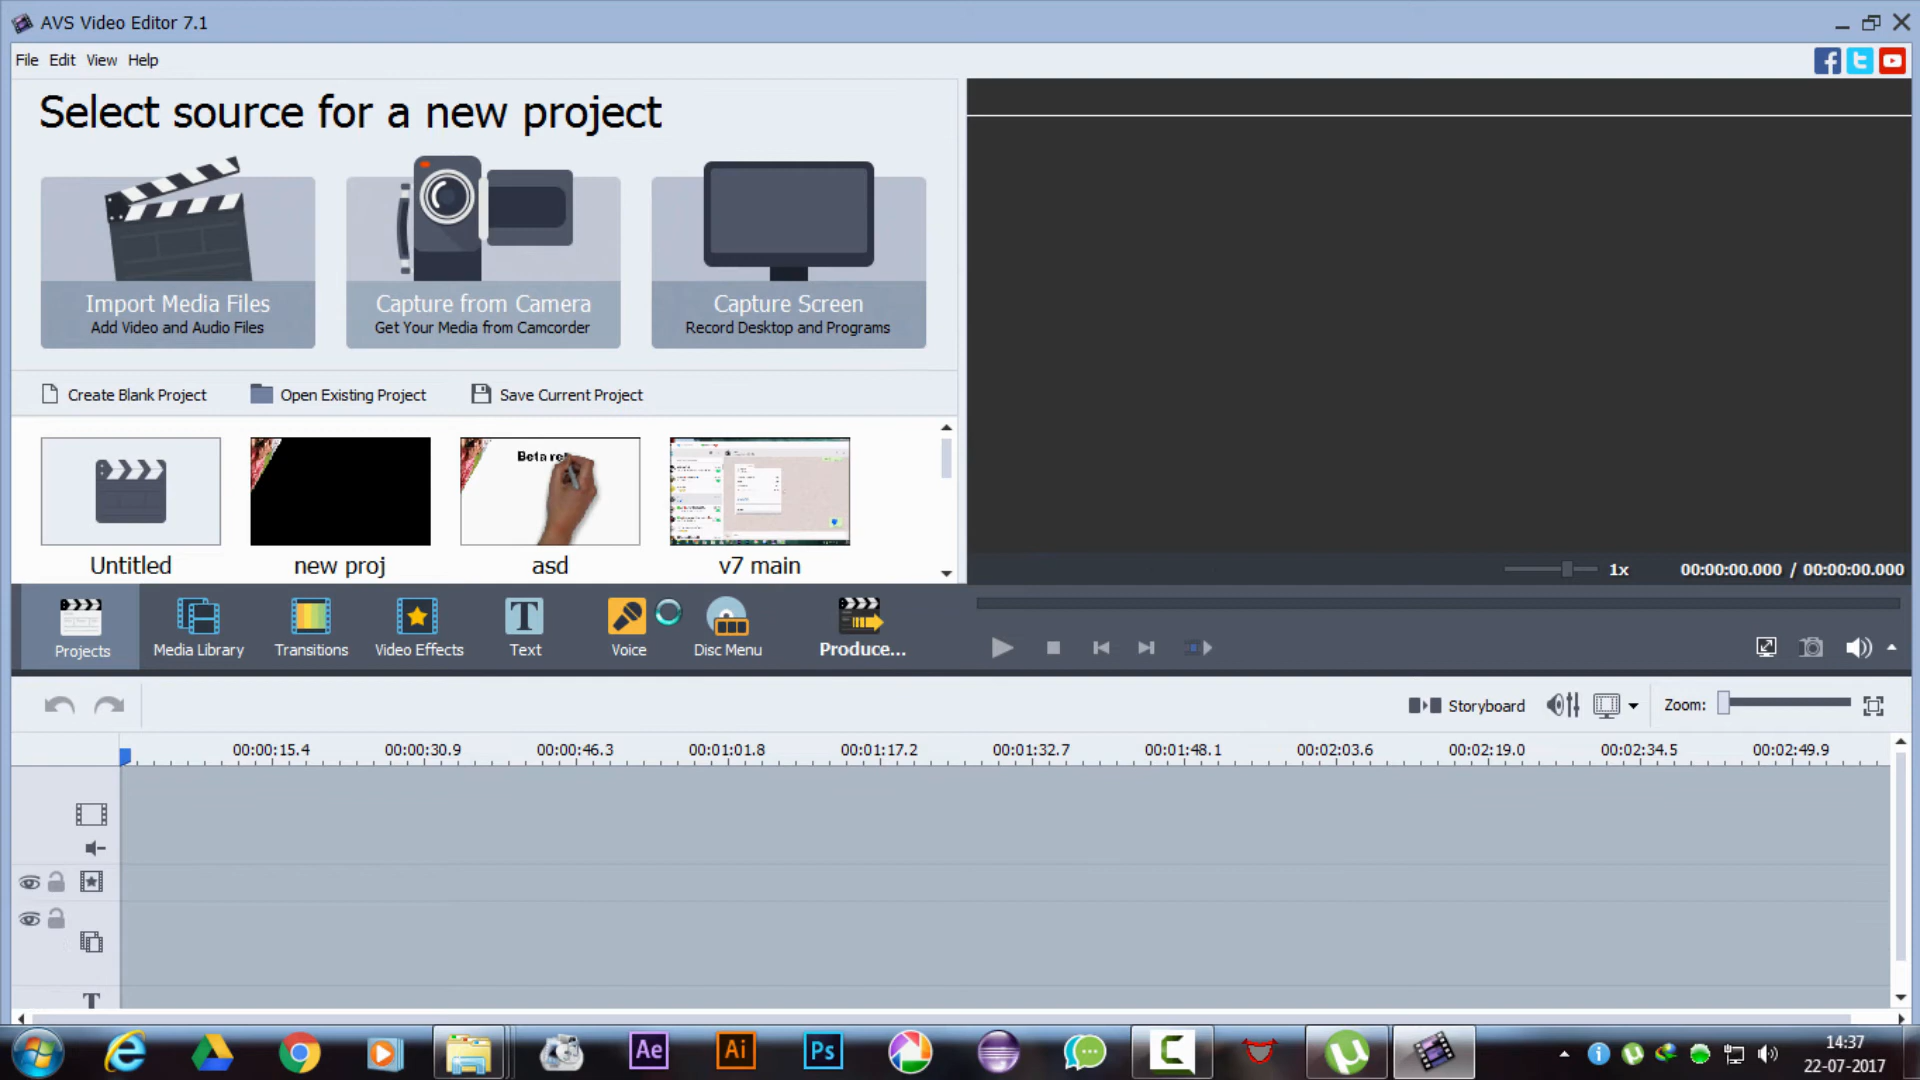 AVS Video Editor 7.1
File Edit View Help
Select source for a new project
Import Media Files
Add Video and Audio Files
Capture from Camera
Get Your Media from Camcorder
Capture Screen
Record Desktop and Programs
Create Blank Project
Open Existing Project
Save Current Project
Beta re
Untitled
new proj
asd
v7 main
1x
00:00:00.000 / 00:00:00.000
Projects
Media Library
Transitions
Video Effects
T
Text
Voice
Disc Menu
Produce...
Storyboard
Zoom:
00:00:15.4 00:00:30.9 00:00:46.3 00:01:01.8 00:01:17.2 00:01:32.7 00:01:48.1 00:02:03.6 00:02:19.0 00:02:34.5 00:02:49.9
T
Ae
Ai
Ps
14:37
22-07-2017